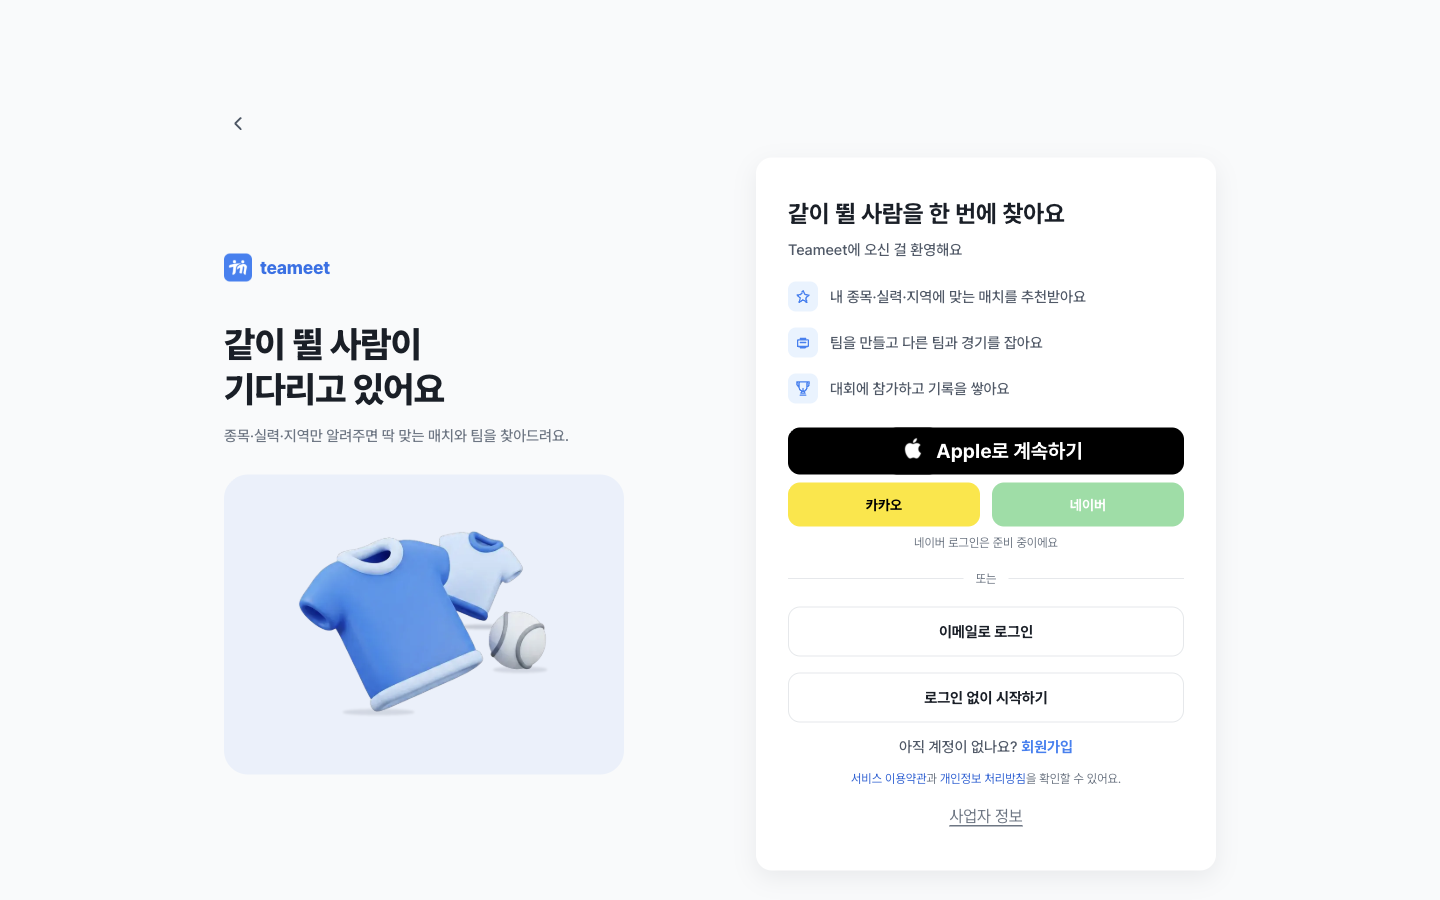 teameet
같이 뛸 사람이
기다리고 있어요
종목·실력·지역만 알려주면 딱 맞는 매치와 팀을 찾아드려요.
같이 뛸 사람을 한 번에 찾아요
Teameet에 오신 걸 환영해요
내 종목·실력·지역에 맞는 매치를 추천받아요
팀을 만들고 다른 팀과 경기를 잡아요
대회에 참가하고 기록을 쌓아요
Apple로 계속하기
카카오
네이버
네이버 로그인은 준비 중이에요
또는
이메일로 로그인
로그인 없이 시작하기
아직 계정이 없나요? 회원가입
서비스 이용약관과 개인정보 처리방침을 확인할 수 있어요.
사업자 정보